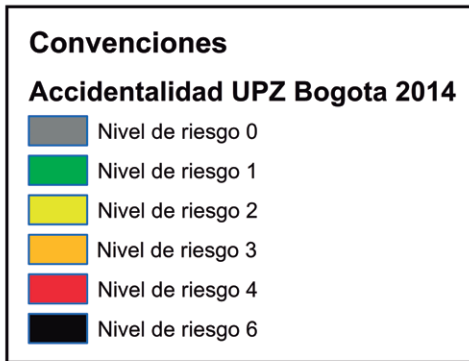 Convenciones
Accidentalidad UPZ Bogota 2014
Nivel de riesgo 0
Nivel de riesgo 1
Nivel de riesgo 2
Nivel de riesgo 3
Nivel de riesgo 4
Nivel de riesgo 6